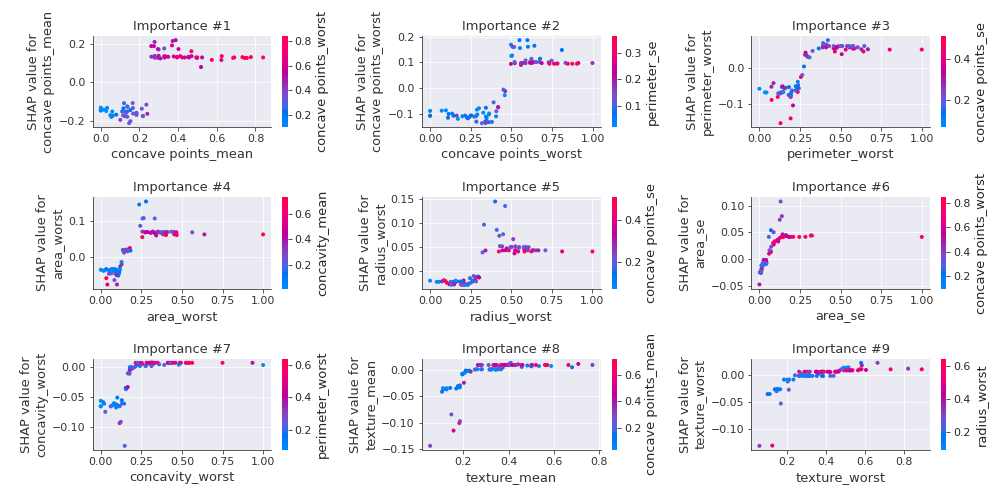 Importance #1
SHAP value for
concave points_mean
0.2
0.0
−0.2
0.0
0.2
0.4
0.6
0.8
concave points_mean
0.8
0.6
0.4
0.2
concave points_worst
Importance #2
SHAP value for
concave points_worst
0.2
0.1
0.0
−0.1
0.00
0.25
0.50
0.75
1.00
concave points_worst
0.3
0.2
0.1
perimeter_se
Importance #3
SHAP value for
perimeter_worst
0.0
−0.1
0.00
0.25
0.50
0.75
1.00
perimeter_worst
0.4
0.2
concave points_se
Importance #4
SHAP value for
area_worst
0.1
0.0
0.00
0.25
0.50
0.75
1.00
area_worst
0.6
0.4
0.2
concavity_mean
Importance #5
SHAP value for
radius_worst
0.15
0.10
0.05
0.00
0.00
0.25
0.50
0.75
1.00
radius_worst
0.4
0.2
concave points_se
Importance #6
SHAP value for
area_se
0.10
0.05
0.00
−0.05
0.00
0.25
0.50
0.75
1.00
area_se
0.8
0.6
0.4
0.2
concave points_worst
Importance #7
SHAP value for
concavity_worst
0.00
−0.05
−0.10
0.00
0.25
0.50
0.75
1.00
concavity_worst
0.6
0.4
0.2
perimeter_worst
Importance #8
SHAP value for
texture_mean
0.00
−0.05
−0.10
−0.15
0.2
0.4
0.6
0.8
texture_mean
0.6
0.4
0.2
concave points_mean
Importance #9
SHAP value for
texture_worst
0.00
−0.05
−0.10
0.2
0.4
0.6
0.8
texture_worst
0.6
0.4
0.2
radius_worst